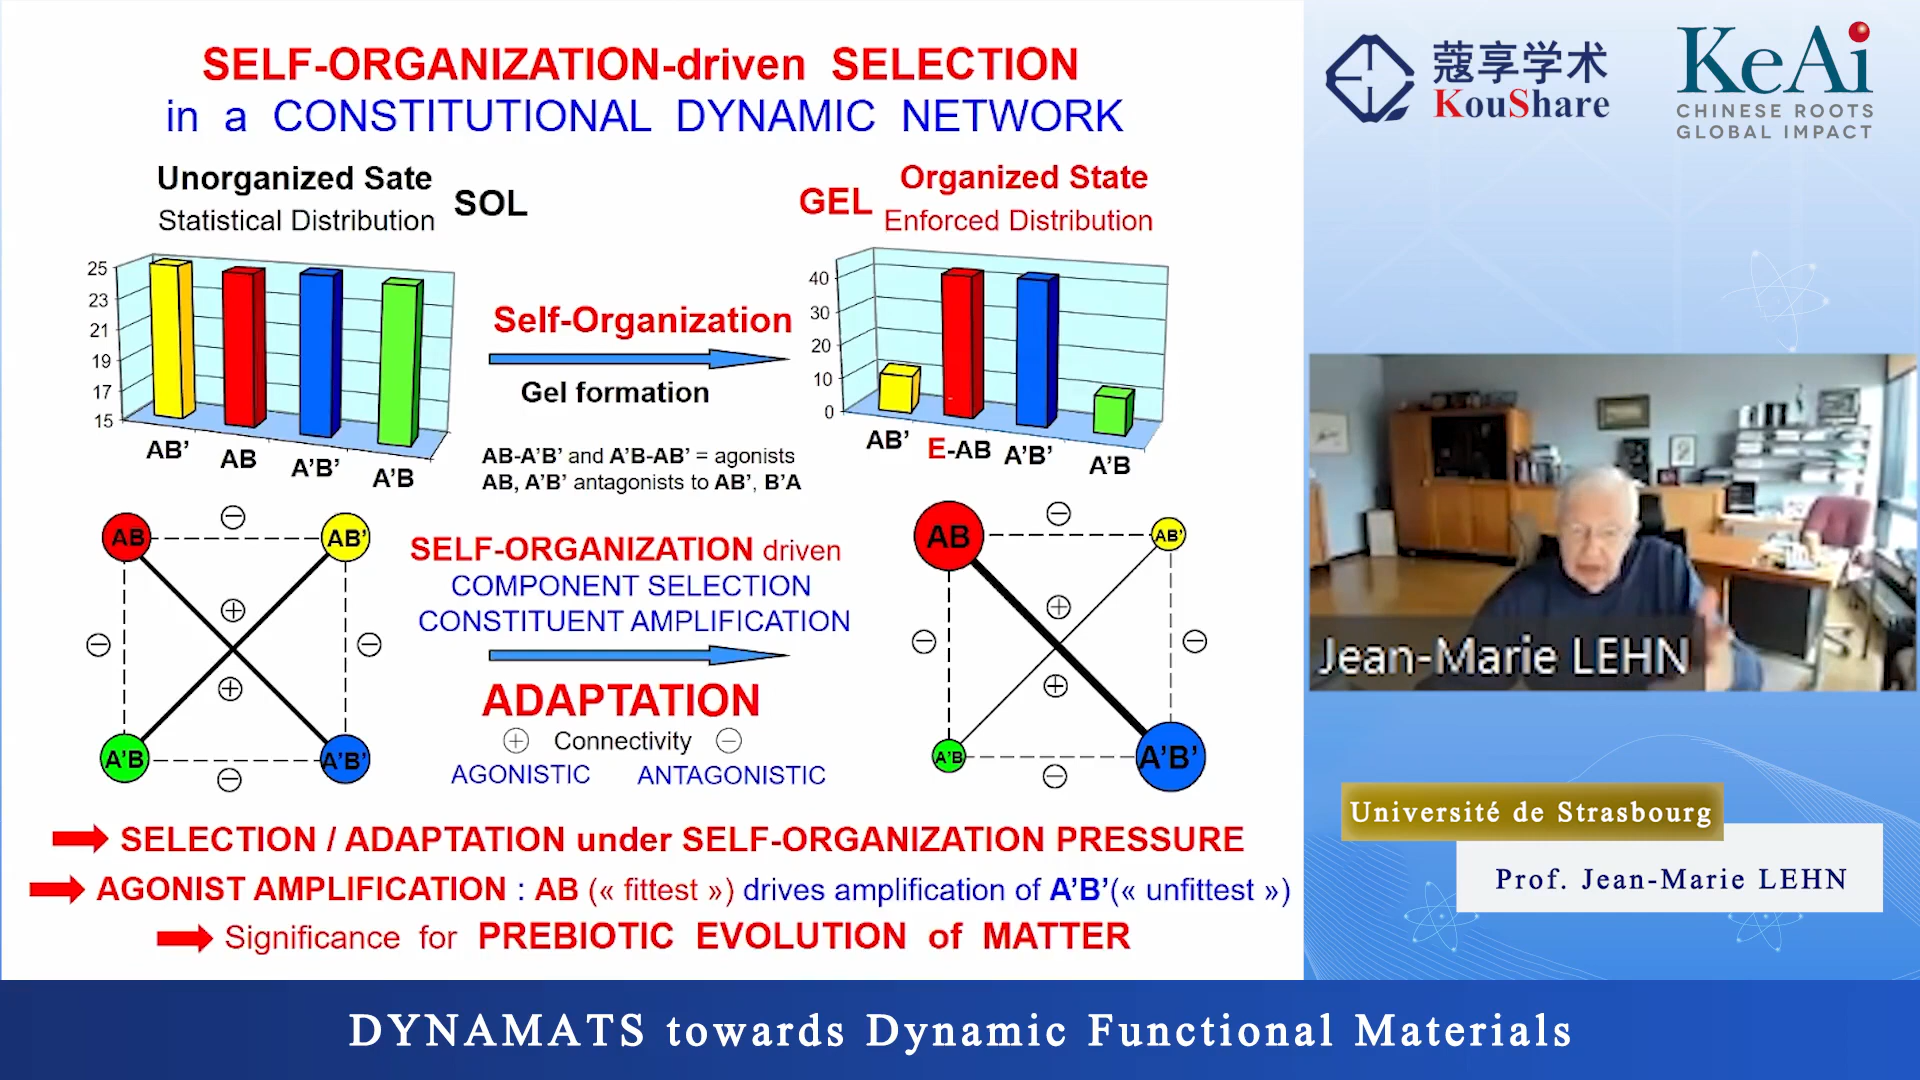 SELF-ORGANIZATION-driven SELECTION
in a CONSTITUTIONAL DYNAMIC NETWORK
Unorganized Sate
Statistical Distribution
SOL
GEL
Organized State
Enforced Distribution
25
23
21
19
17
15
AB' AB A'B' A'B
Self-Organization
Gel formation
40
30
20
10
0
AB' E-AB A'B' A'B
AB-A'B' and A'B-AB' = agonists
AB, A'B' antagonists to AB', B'A
AB
AB'
A'B
A'B'
SELF-ORGANIZATION driven
COMPONENT SELECTION
CONSTITUENT AMPLIFICATION
ADAPTATION
+ Connectivity −
AGONISTIC ANTAGONISTIC
AB
AB'
A'B
A'B'
SELECTION / ADAPTATION under SELF-ORGANIZATION PRESSURE
AGONIST AMPLIFICATION : AB (« fittest ») drives amplification of A'B'(« unfittest »)
Significance for PREBIOTIC EVOLUTION of MATTER
蔻享学术
KouShare
KeAi
CHINESE ROOTS
GLOBAL IMPACT
Jean-Marie LEHN
Université de Strasbourg
Prof. Jean-Marie LEHN
DYNAMATS towards Dynamic Functional Materials